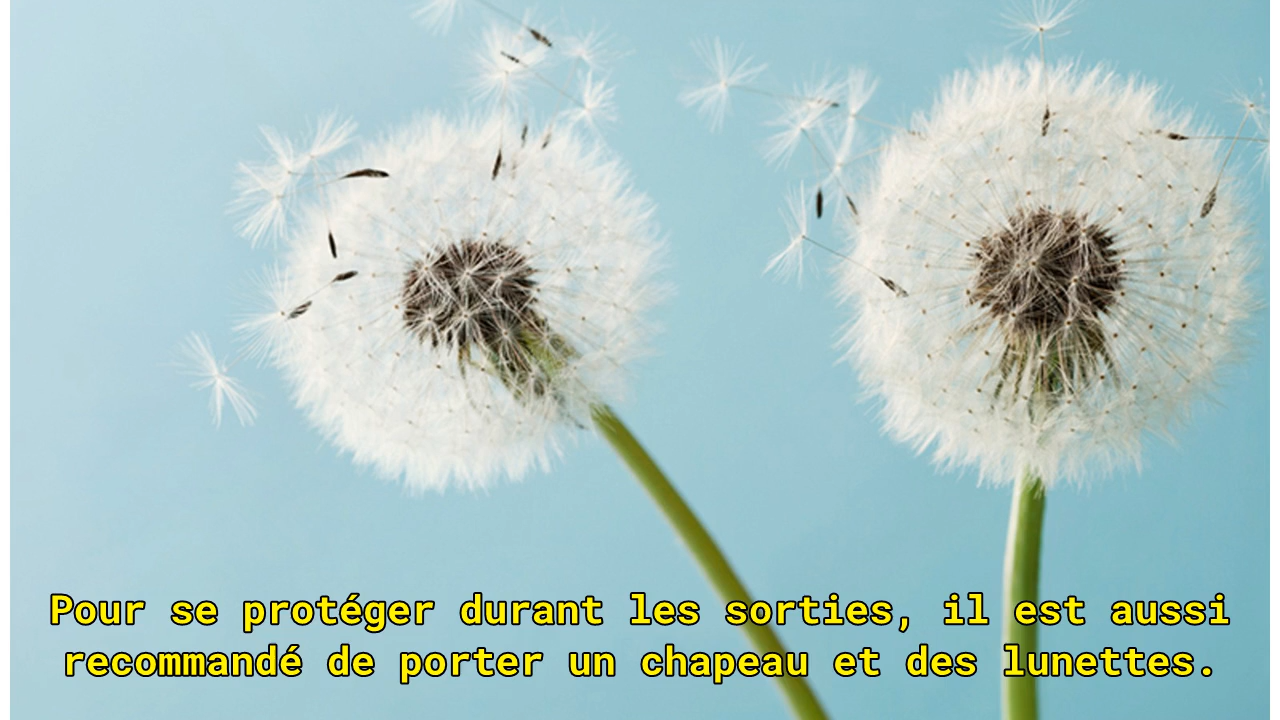 Pour se protéger durant les sorties, il est aussi
recommandé de porter un chapeau et des lunettes.